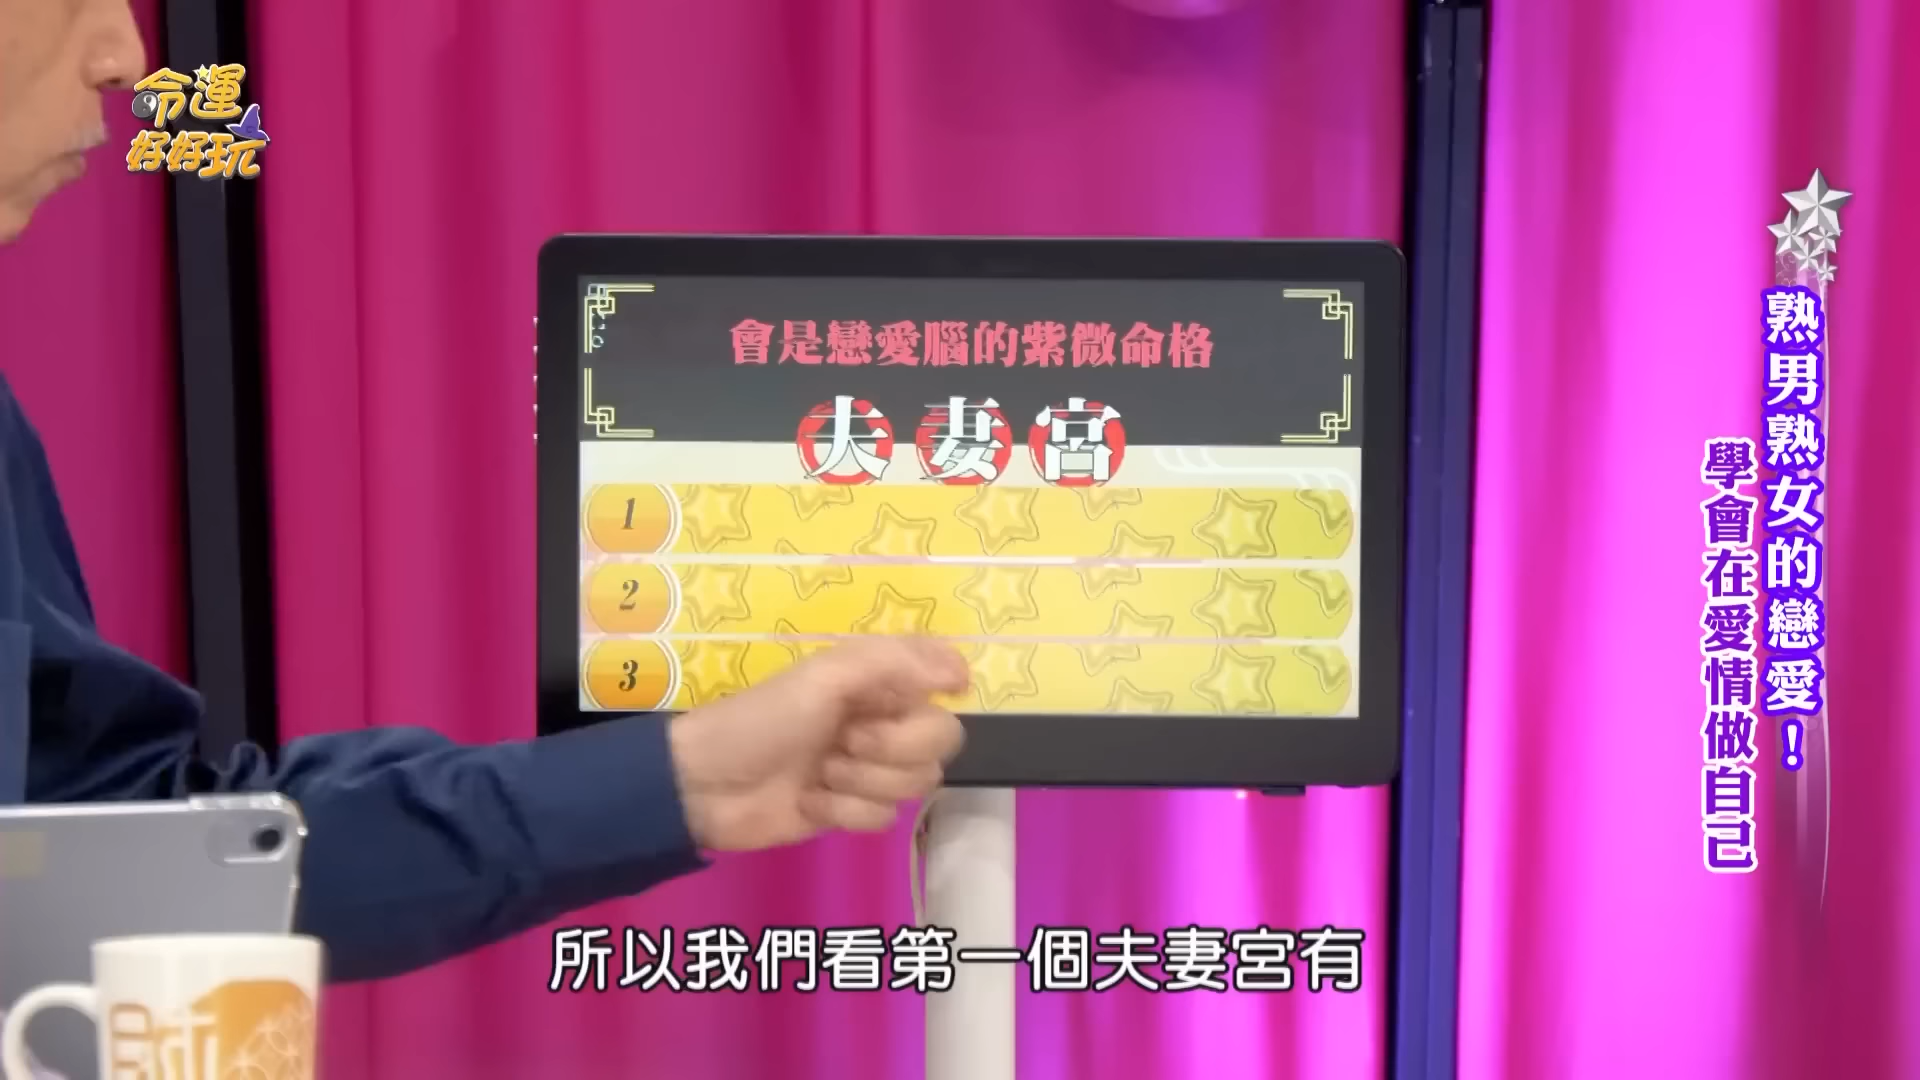 命運
好好玩
會是戀愛腦的紫微命格
夫妻宮
1
2
3
熟男熟女的戀愛！
學會在愛情做自己
所以我們看第一個夫妻宮有